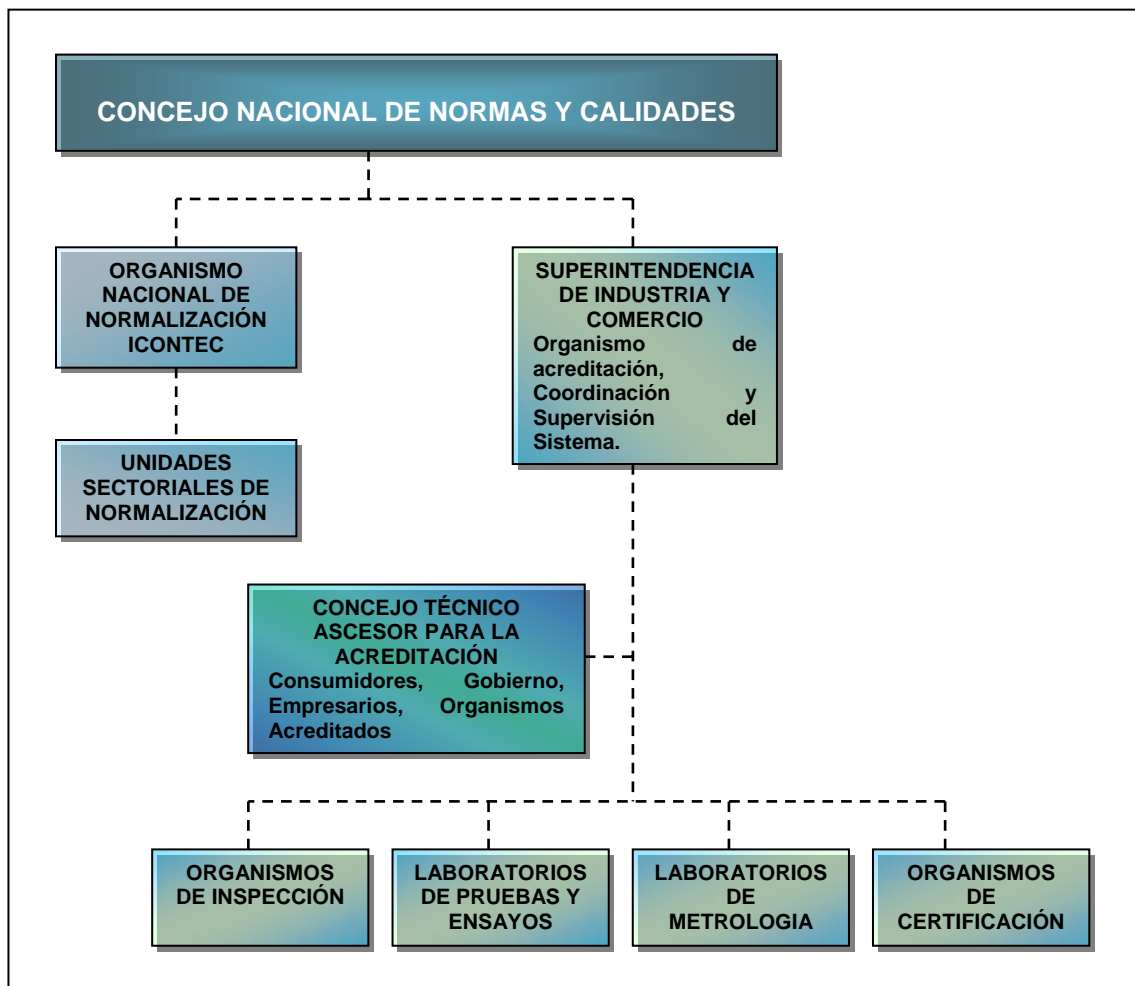 CONCEJO NACIONAL DE NORMAS Y CALIDADES
ORGANISMO
NACIONAL DE
NORMALIZACIÓN
ICONTEC
SUPERINTENDENCIA
DE INDUSTRIA Y
COMERCIO
Organismo de
acreditación,
Coordinación y
Supervisión del
Sistema.
UNIDADES
SECTORIALES DE
NORMALIZACIÓN
CONCEJO TÉCNICO
ASCESOR PARA LA
ACREDITACIÓN
Consumidores, Gobierno,
Empresarios, Organismos
Acreditados
ORGANISMOS
DE INSPECCIÓN
LABORATORIOS
DE PRUEBAS Y
ENSAYOS
LABORATORIOS
DE
METROLOGIA
ORGANISMOS
DE
CERTIFICACIÓN